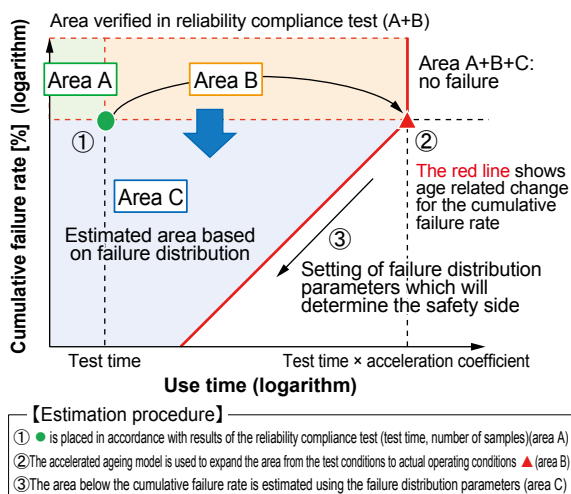 Area verified in reliability compliance test (A+B)
Area A
Area B
Area A+B+C:
no failure
①
②
The red line shows
age related change
for the cumulative
failure rate
Area C
Estimated area based
on failure distribution
③
Setting of failure distribution
parameters which will
determine the safety side
Cumulative failure rate [%] (logarithm)
Test time
Test time × acceleration coefficient
Use time (logarithm)
【Estimation procedure】
① ● is placed in accordance with results of the reliability compliance test (test time, number of samples)(area A)
②The accelerated ageing model is used to expand the area from the test conditions to actual operating conditions ▲ (area B)
③The area below the cumulative failure rate is estimated using the failure distribution parameters (area C)